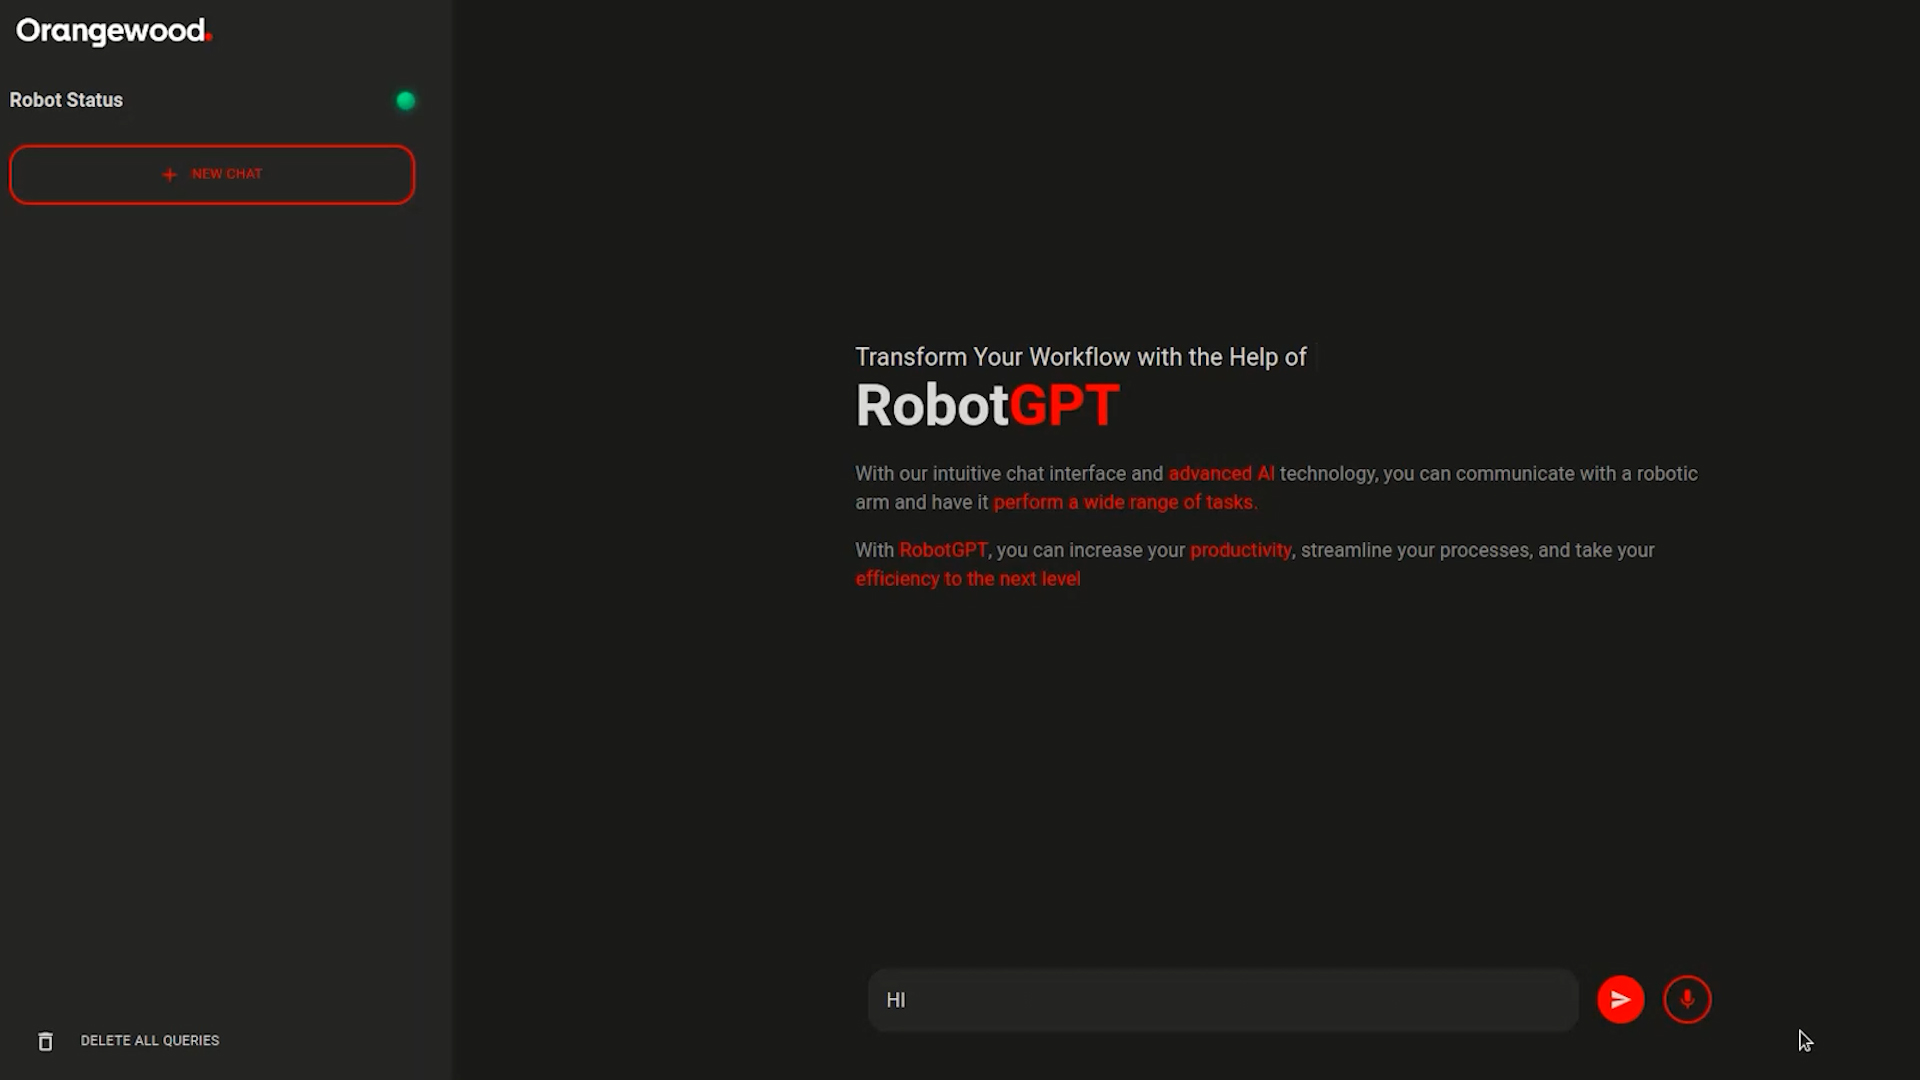 Orangewood.
Robot Status
NEW CHAT
Transform Your Workflow with the Help of
RobotGPT
With our intuitive chat interface and advanced AI technology, you can communicate with a robotic
arm and have it perform a wide range of tasks.
With RobotGPT, you can increase your productivity, streamline your processes, and take your
efficiency to the next level
HI
DELETE ALL QUERIES